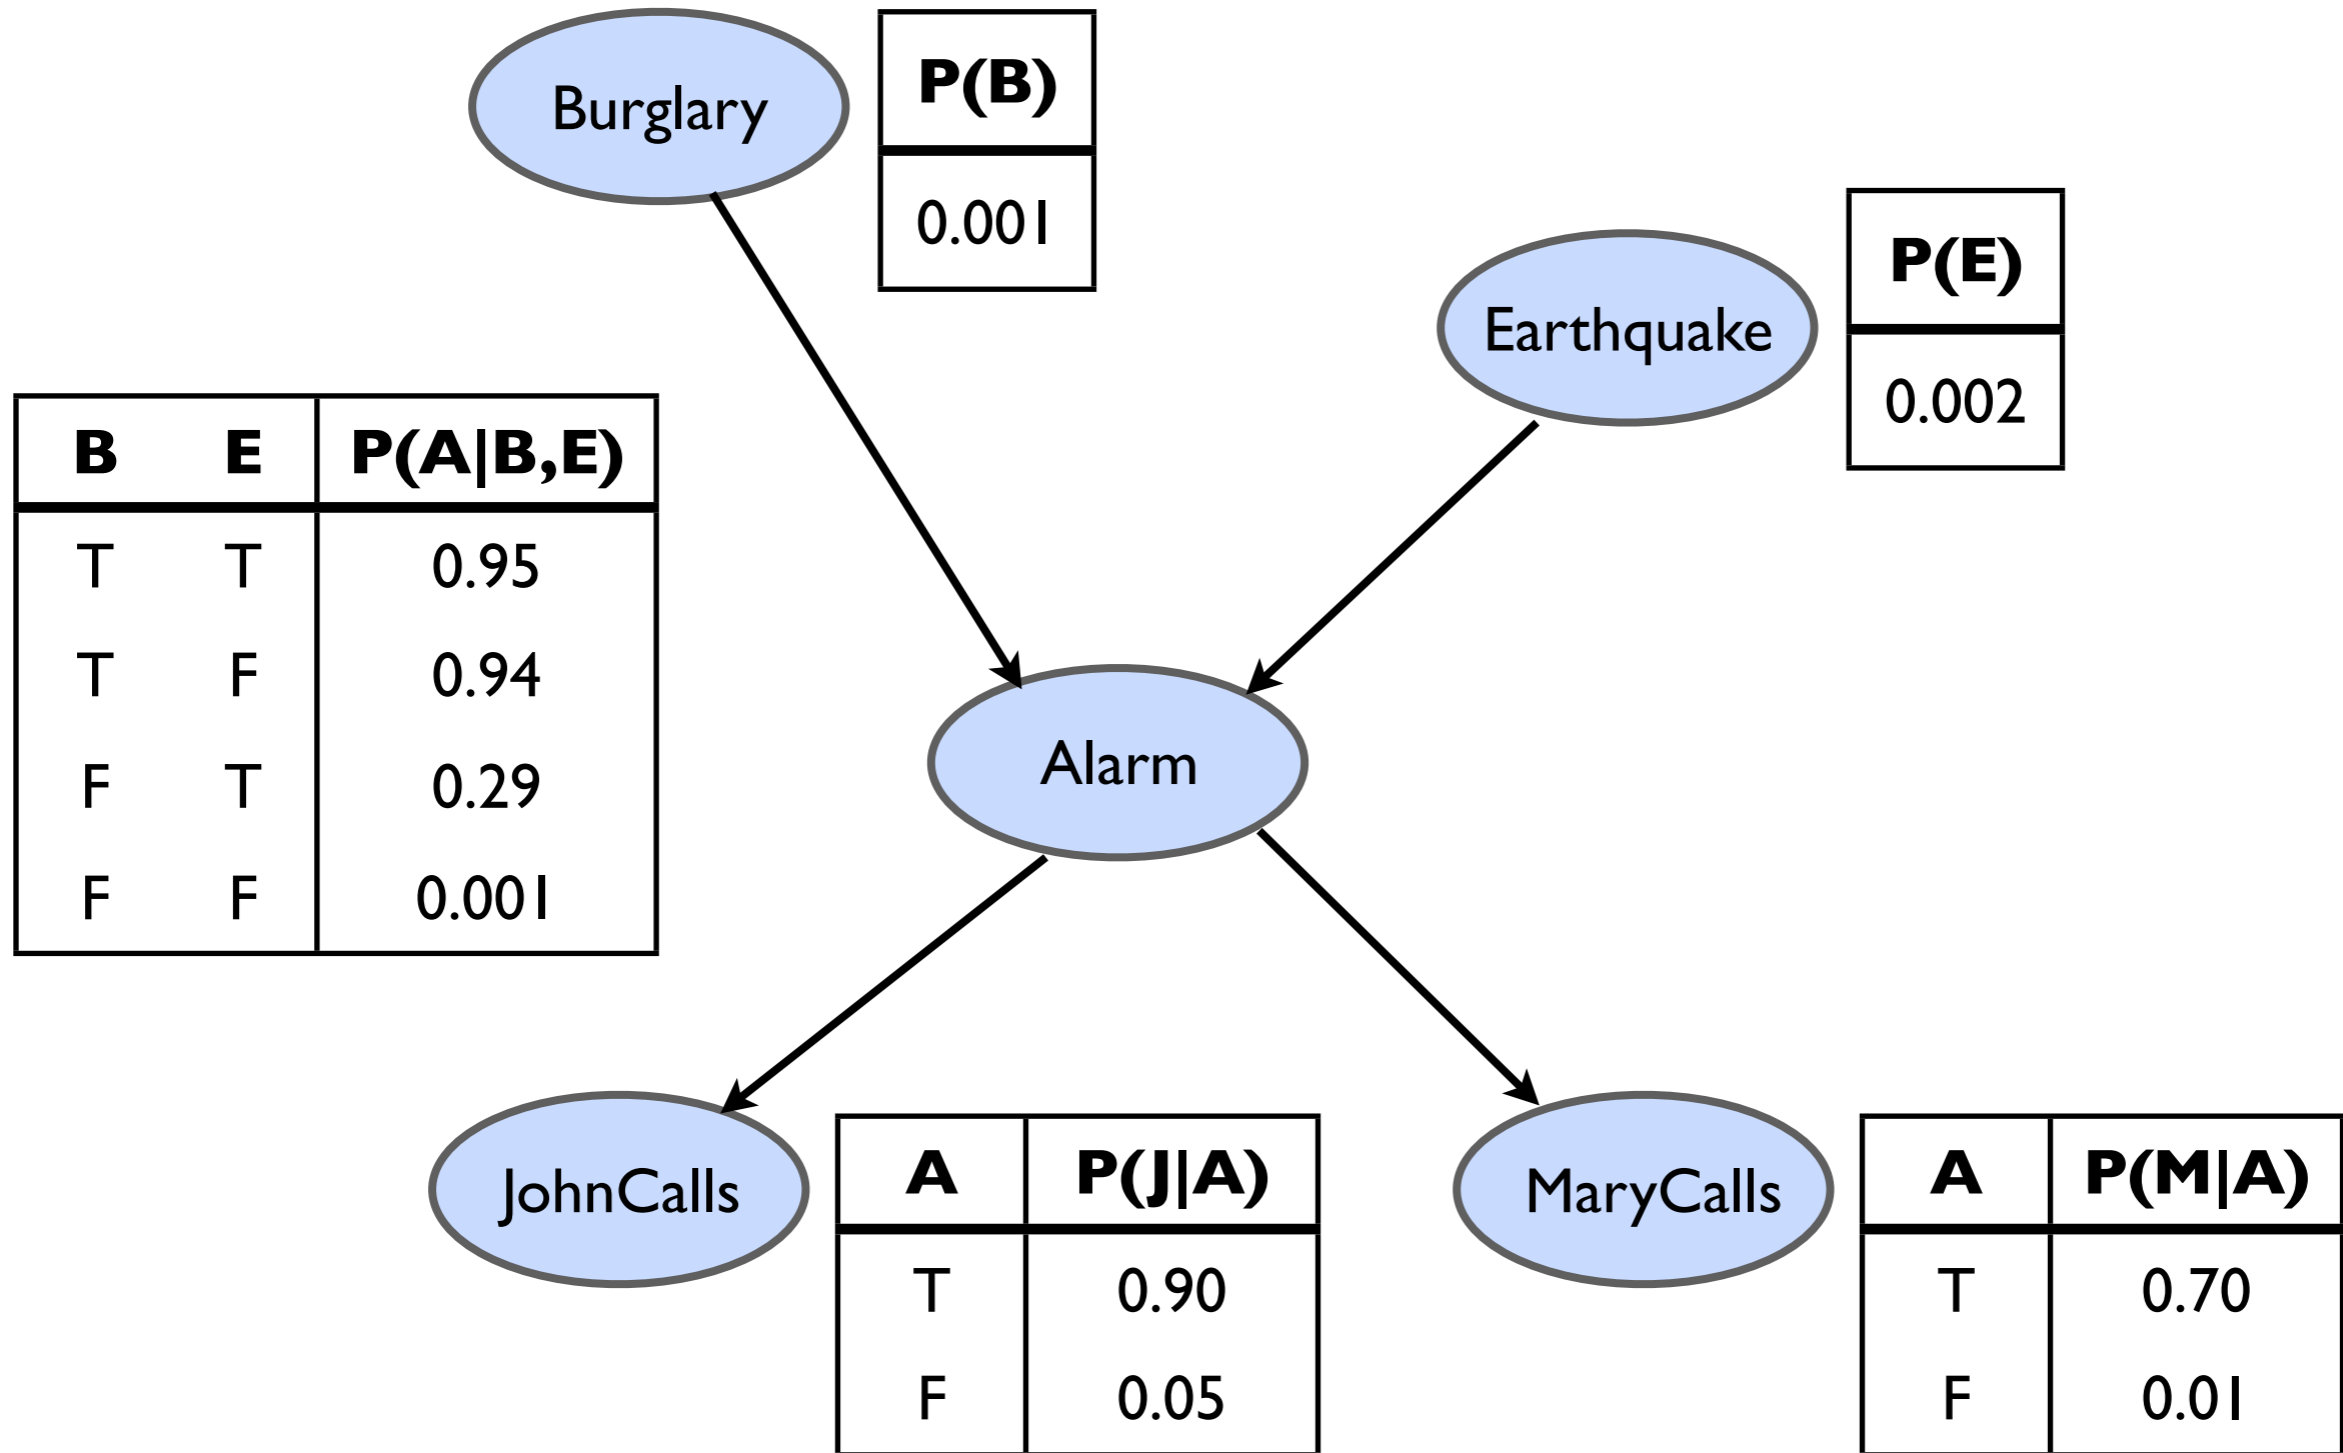 Burglary
P(B)
0.001
Earthquake
P(E)
0.002
B E P(A|B,E)
T T 0.95
T F 0.94
F T 0.29
F F 0.001
Alarm
JohnCalls
A P(J|A)
T 0.90
F 0.05
MaryCalls
A P(M|A)
T 0.70
F 0.01